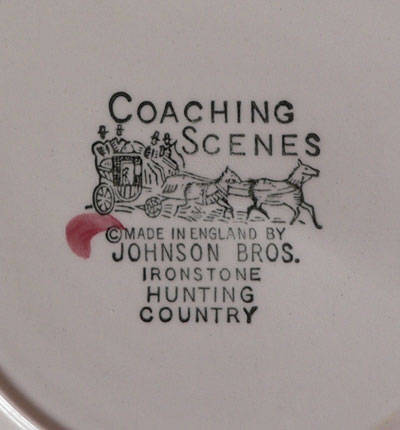 COACHING
SCENES
© MADE IN ENGLAND BY
JOHNSON BROS.
IRONSTONE
HUNTING
COUNTRY